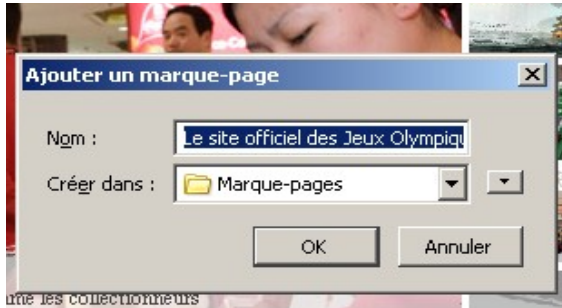 Ajouter un marque-page
Nom :
Le site officiel des Jeux Olympiqu
Créer dans :
Marque-pages
OK
Annuler
les collectionneurs